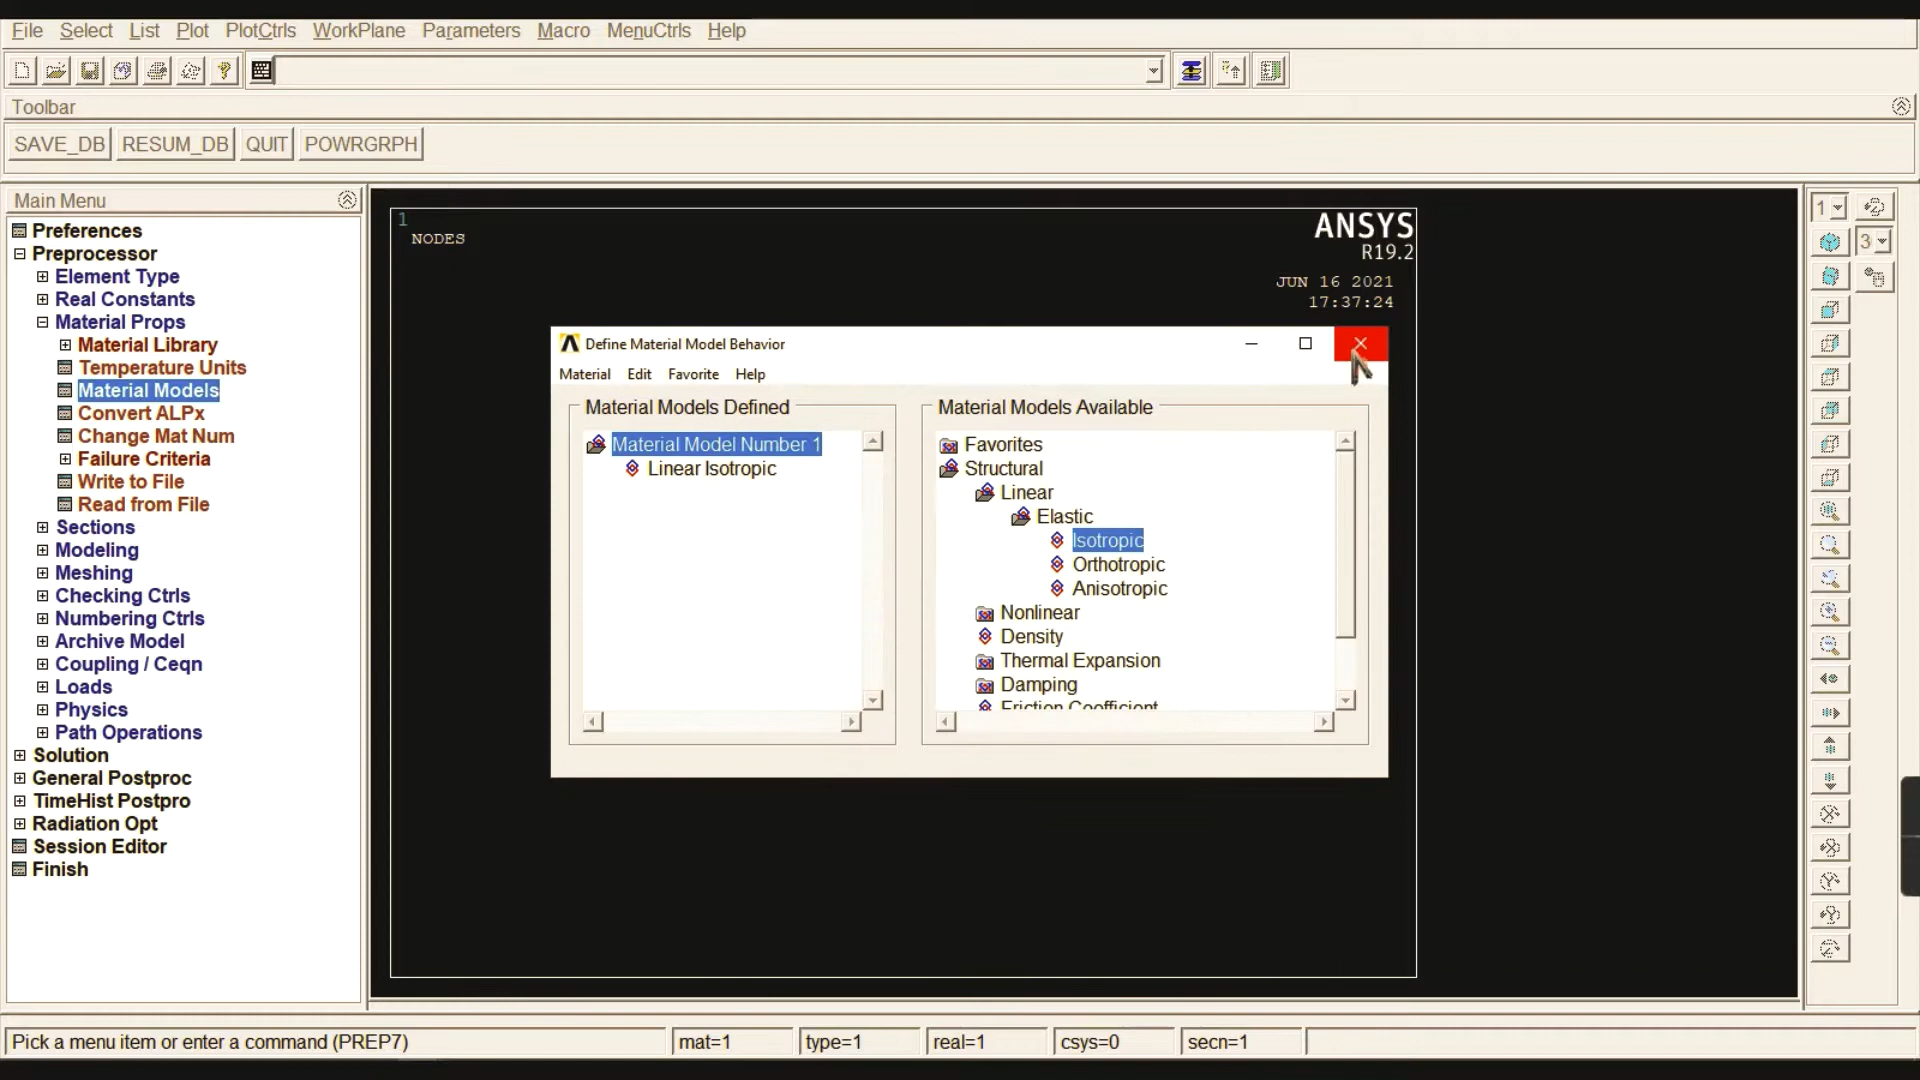 File Select List Plot PlotCtrls WorkPlane Parameters Macro MenuCtrls Help
Toolbar
SAVE_DB RESUM_DB QUIT POWRGRPH
Main Menu
Preferences
Preprocessor
Element Type
Real Constants
Material Props
Material Library
Temperature Units
Material Models
Convert ALPx
Change Mat Num
Failure Criteria
Write to File
Read from File
Sections
Modeling
Meshing
Checking Ctrls
Numbering Ctrls
Archive Model
Coupling / Ceqn
Loads
Physics
Path Operations
Solution
General Postproc
TimeHist Postpro
Radiation Opt
Session Editor
Finish
1
NODES
ANSYS
R19.2
JUN 16 2021
17:37:24
Define Material Model Behavior
Material Edit Favorite Help
Material Models Defined
Material Model Number 1
Linear Isotropic
Material Models Available
Favorites
Structural
Linear
Elastic
Isotropic
Orthotropic
Anisotropic
Nonlinear
Density
Thermal Expansion
Damping
Friction Coefficient
1
3
Pick a menu item or enter a command (PREP7) mat=1 type=1 real=1 csys=0 secn=1